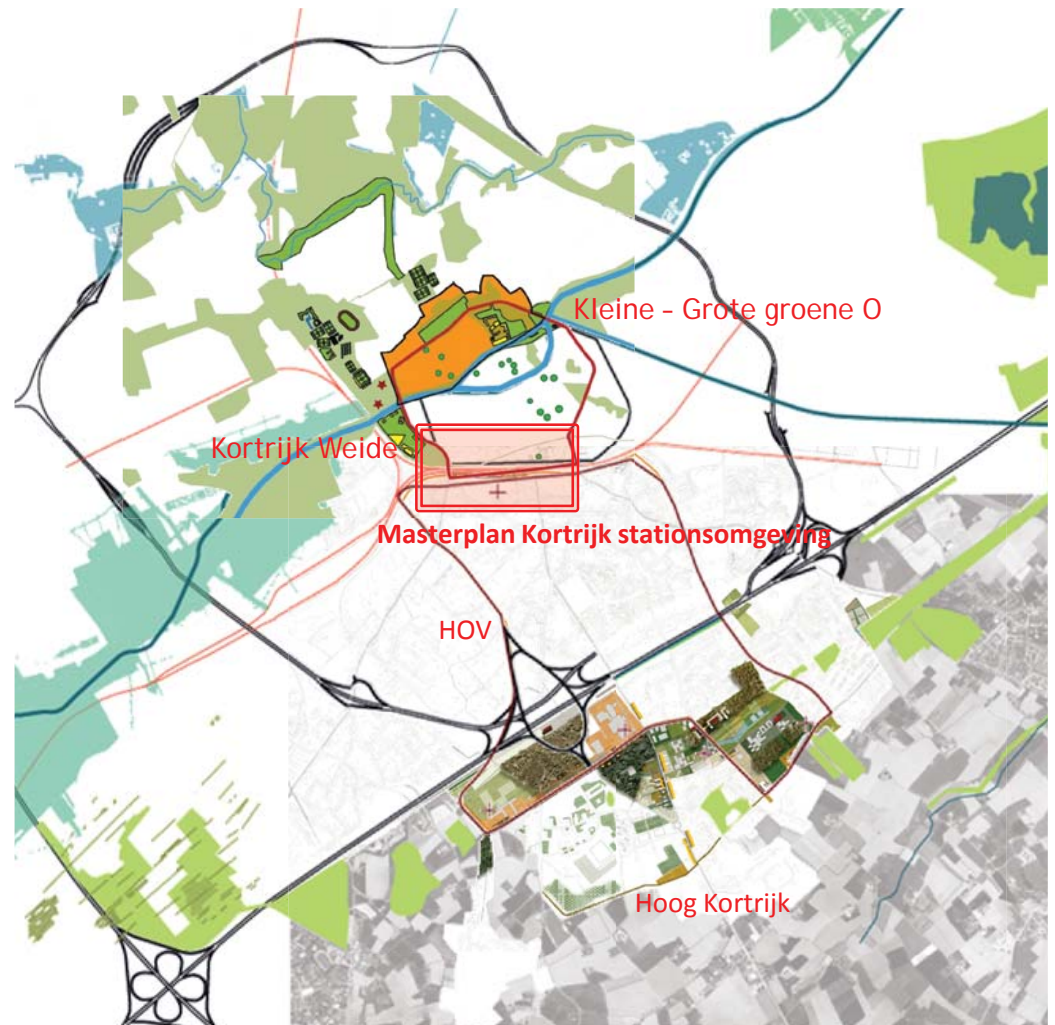 Kleine - Grote groene O
Kortrijk Weide
Masterplan Kortrijk stationsomgeving
HOV
Hoog Kortrijk